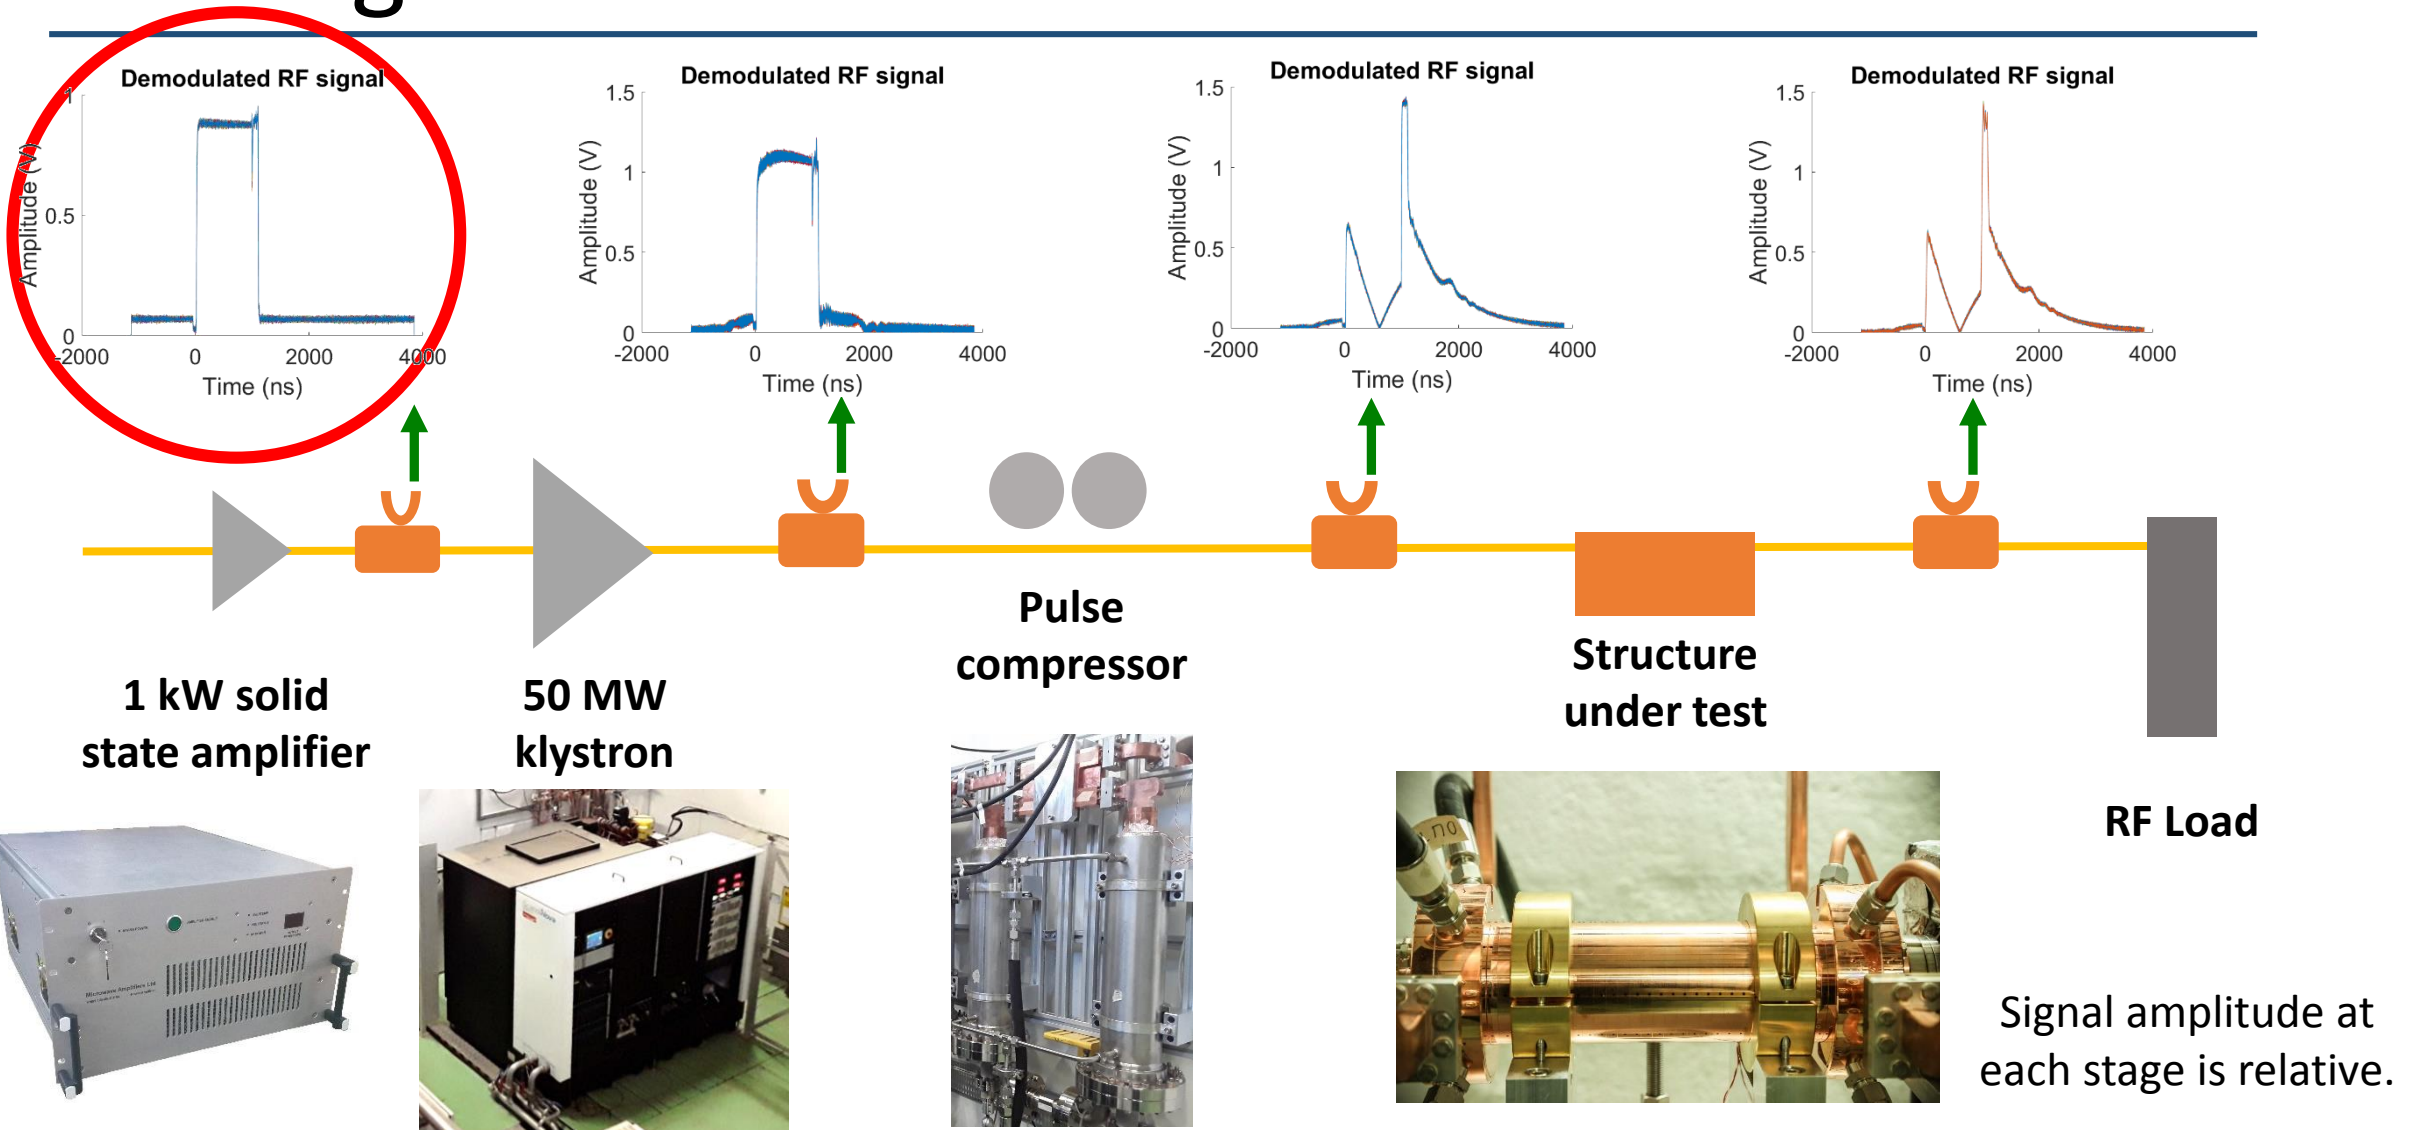 Demodulated RF signal
1
0.5
0
Amplitude (V)
-2000
0
2000
4000
Time (ns)
Demodulated RF signal
1.5
1
0.5
0
Amplitude (V)
-2000
0
2000
4000
Time (ns)
Demodulated RF signal
1.5
1
0.5
0
Amplitude (V)
-2000
0
2000
4000
Time (ns)
Demodulated RF signal
1.5
1
0.5
0
Amplitude (V)
-2000
0
2000
4000
Time (ns)
1 kW solid
state amplifier
50 MW
klystron
Pulse
compressor
Structure
under test
RF Load
Microwave Amplifiers Ltd
Signal amplitude at
each stage is relative.